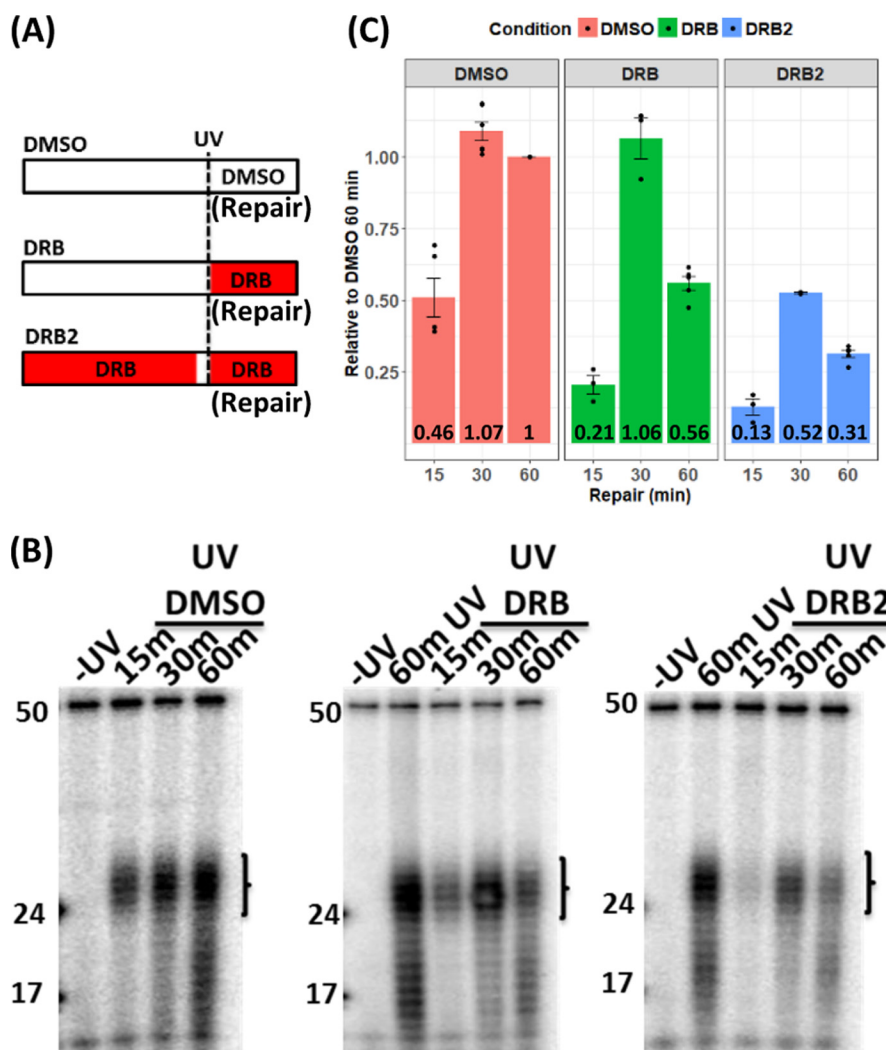 (A)
DMSO
UV
DMSO
(Repair)
DRB
DRB
(Repair)
DRB2
DRB
DRB
(Repair)
(C)
Condition DMSO DRB DRB2
DMSO DRB DRB2
Relative to DMSO 60 min
1.00
0.75
0.50
0.25
0.46 1.07 1 0.21 1.06 0.56 0.13 0.52 0.31
15 30 60 15 30 60 15 30 60
Repair (min)
(B)
UV
DMSO
-UV 15m 30m 60m
50
24
17
UV
DRB
-UV 60m UV 15m 30m 60m
50
24
17
UV
DRB2
-UV 60m UV 15m 30m 60m
50
24
17